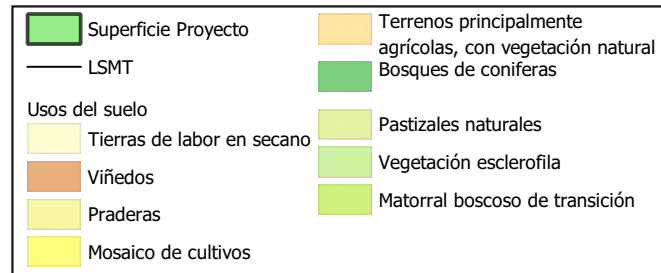 Superficie Proyecto
LSMT
Usos del suelo
Tierras de labor en secano
Viñedos
Praderas
Mosaico de cultivos
Terrenos principalmente
agrícolas, con vegetación natural
Bosques de coniferas
Pastizales naturales
Vegetación esclerofila
Matorral boscoso de transición